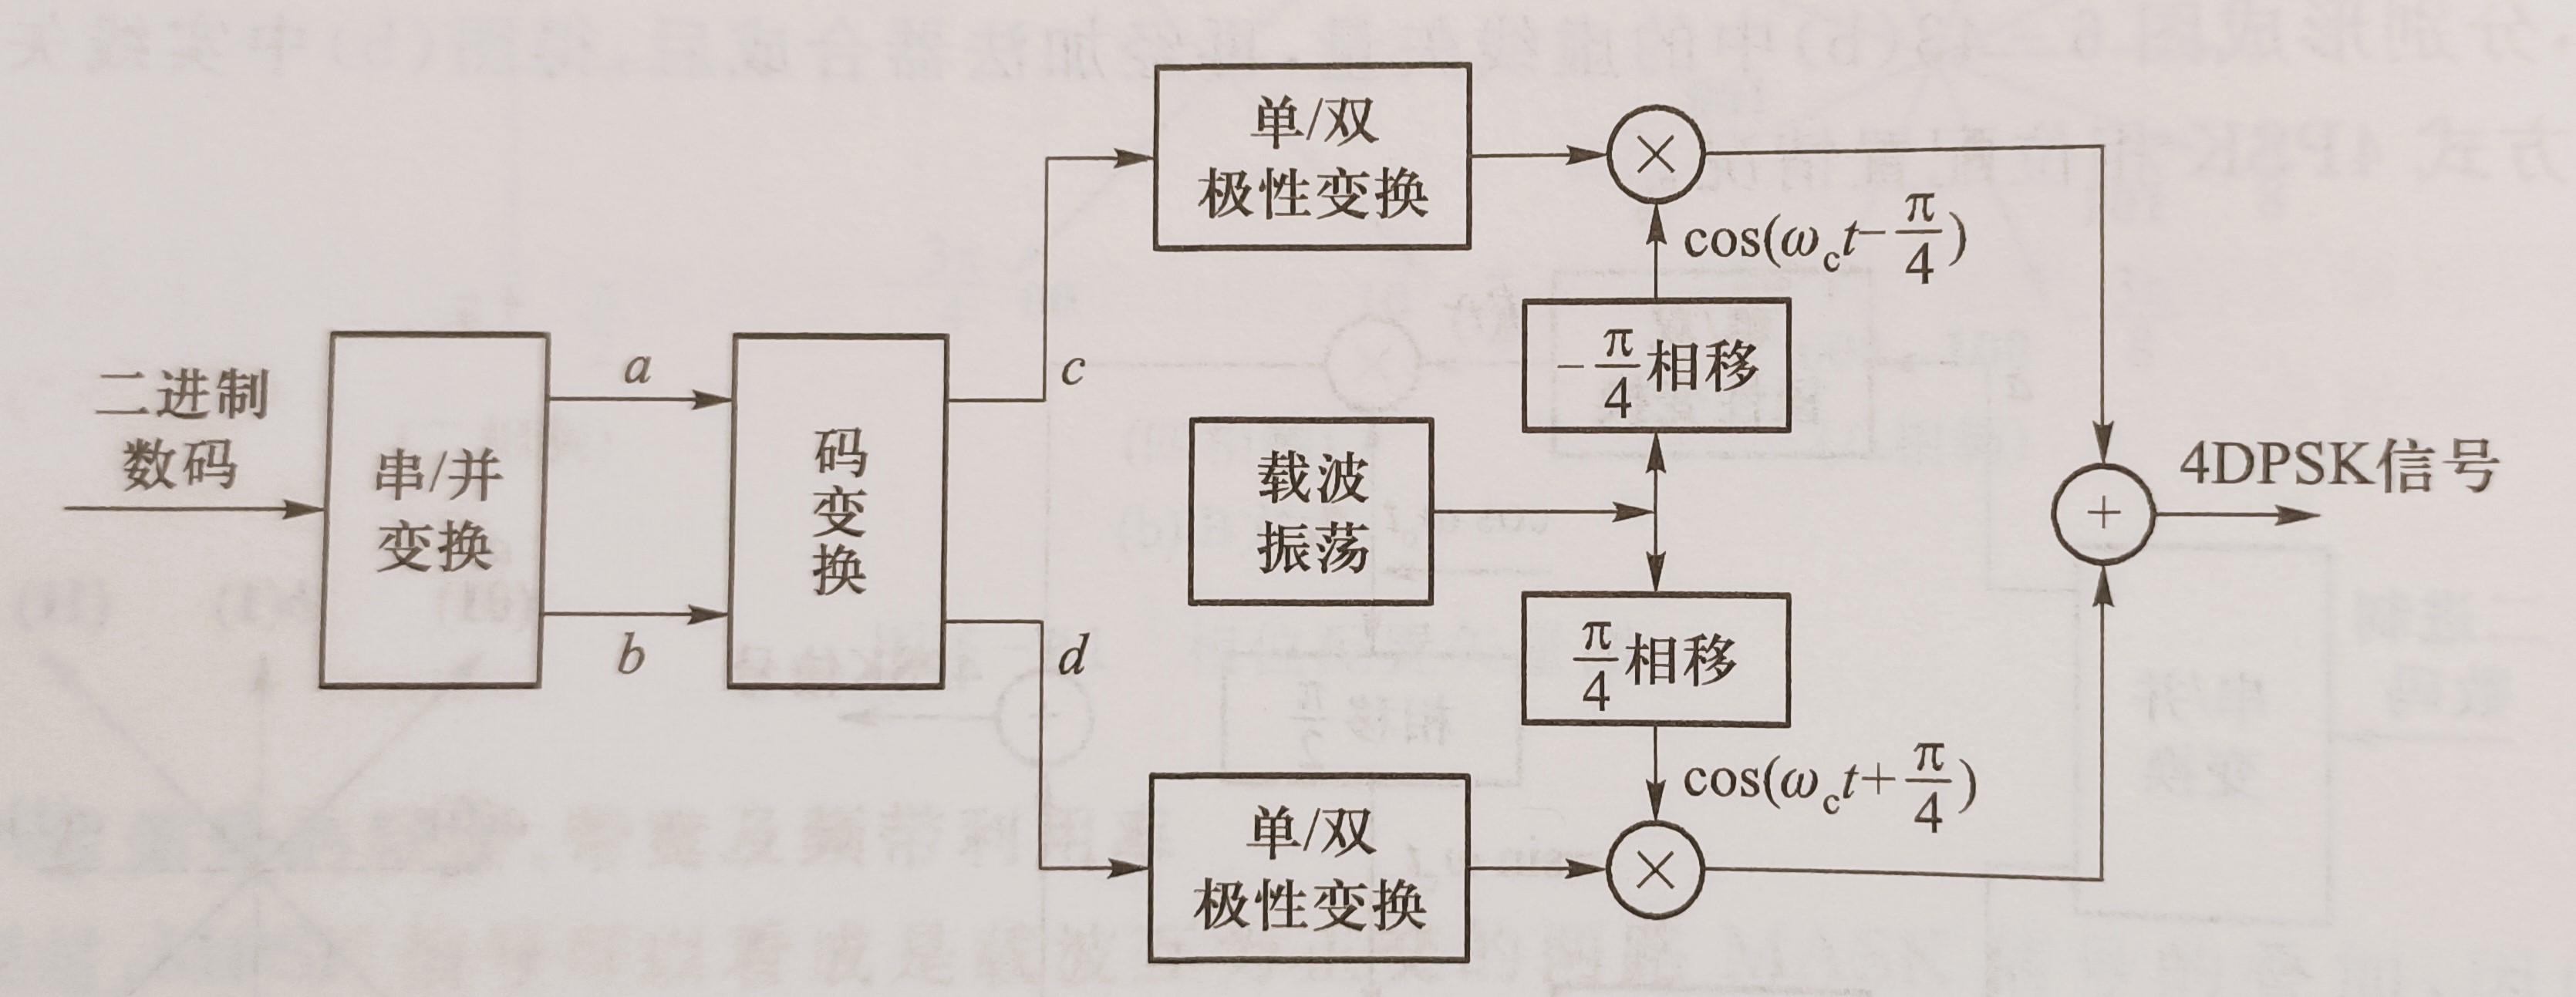 单/双
极性变换
cos(ω_c t − π/4)
−π/4 相移
二进制
数码
串/并
变换
a
b
码
变
换
c
d
载波
振荡
4DPSK信号
π/4 相移
cos(ω_c t + π/4)
单/双
极性变换